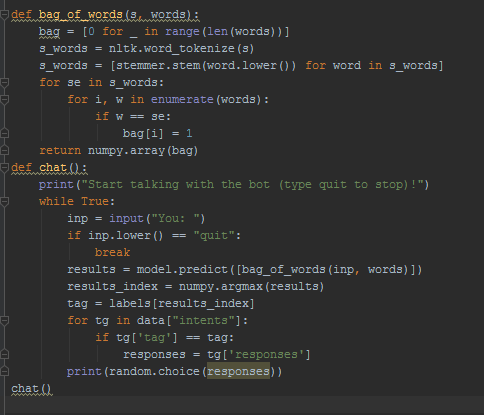 def bag_of_words(s, words):
    bag = [0 for _ in range(len(words))]
    s_words = nltk.word_tokenize(s)
    s_words = [stemmer.stem(word.lower()) for word in s_words]
    for se in s_words:
        for i, w in enumerate(words):
            if w == se:
                bag[i] = 1
    return numpy.array(bag)
def chat():
    print("Start talking with the bot (type quit to stop)!")
    while True:
        inp = input("You: ")
        if inp.lower() == "quit":
            break
        results = model.predict([bag_of_words(inp, words)])
        results_index = numpy.argmax(results)
        tag = labels[results_index]
        for tg in data["intents"]:
            if tg['tag'] == tag:
                responses = tg['responses']
        print(random.choice(responses))
chat()